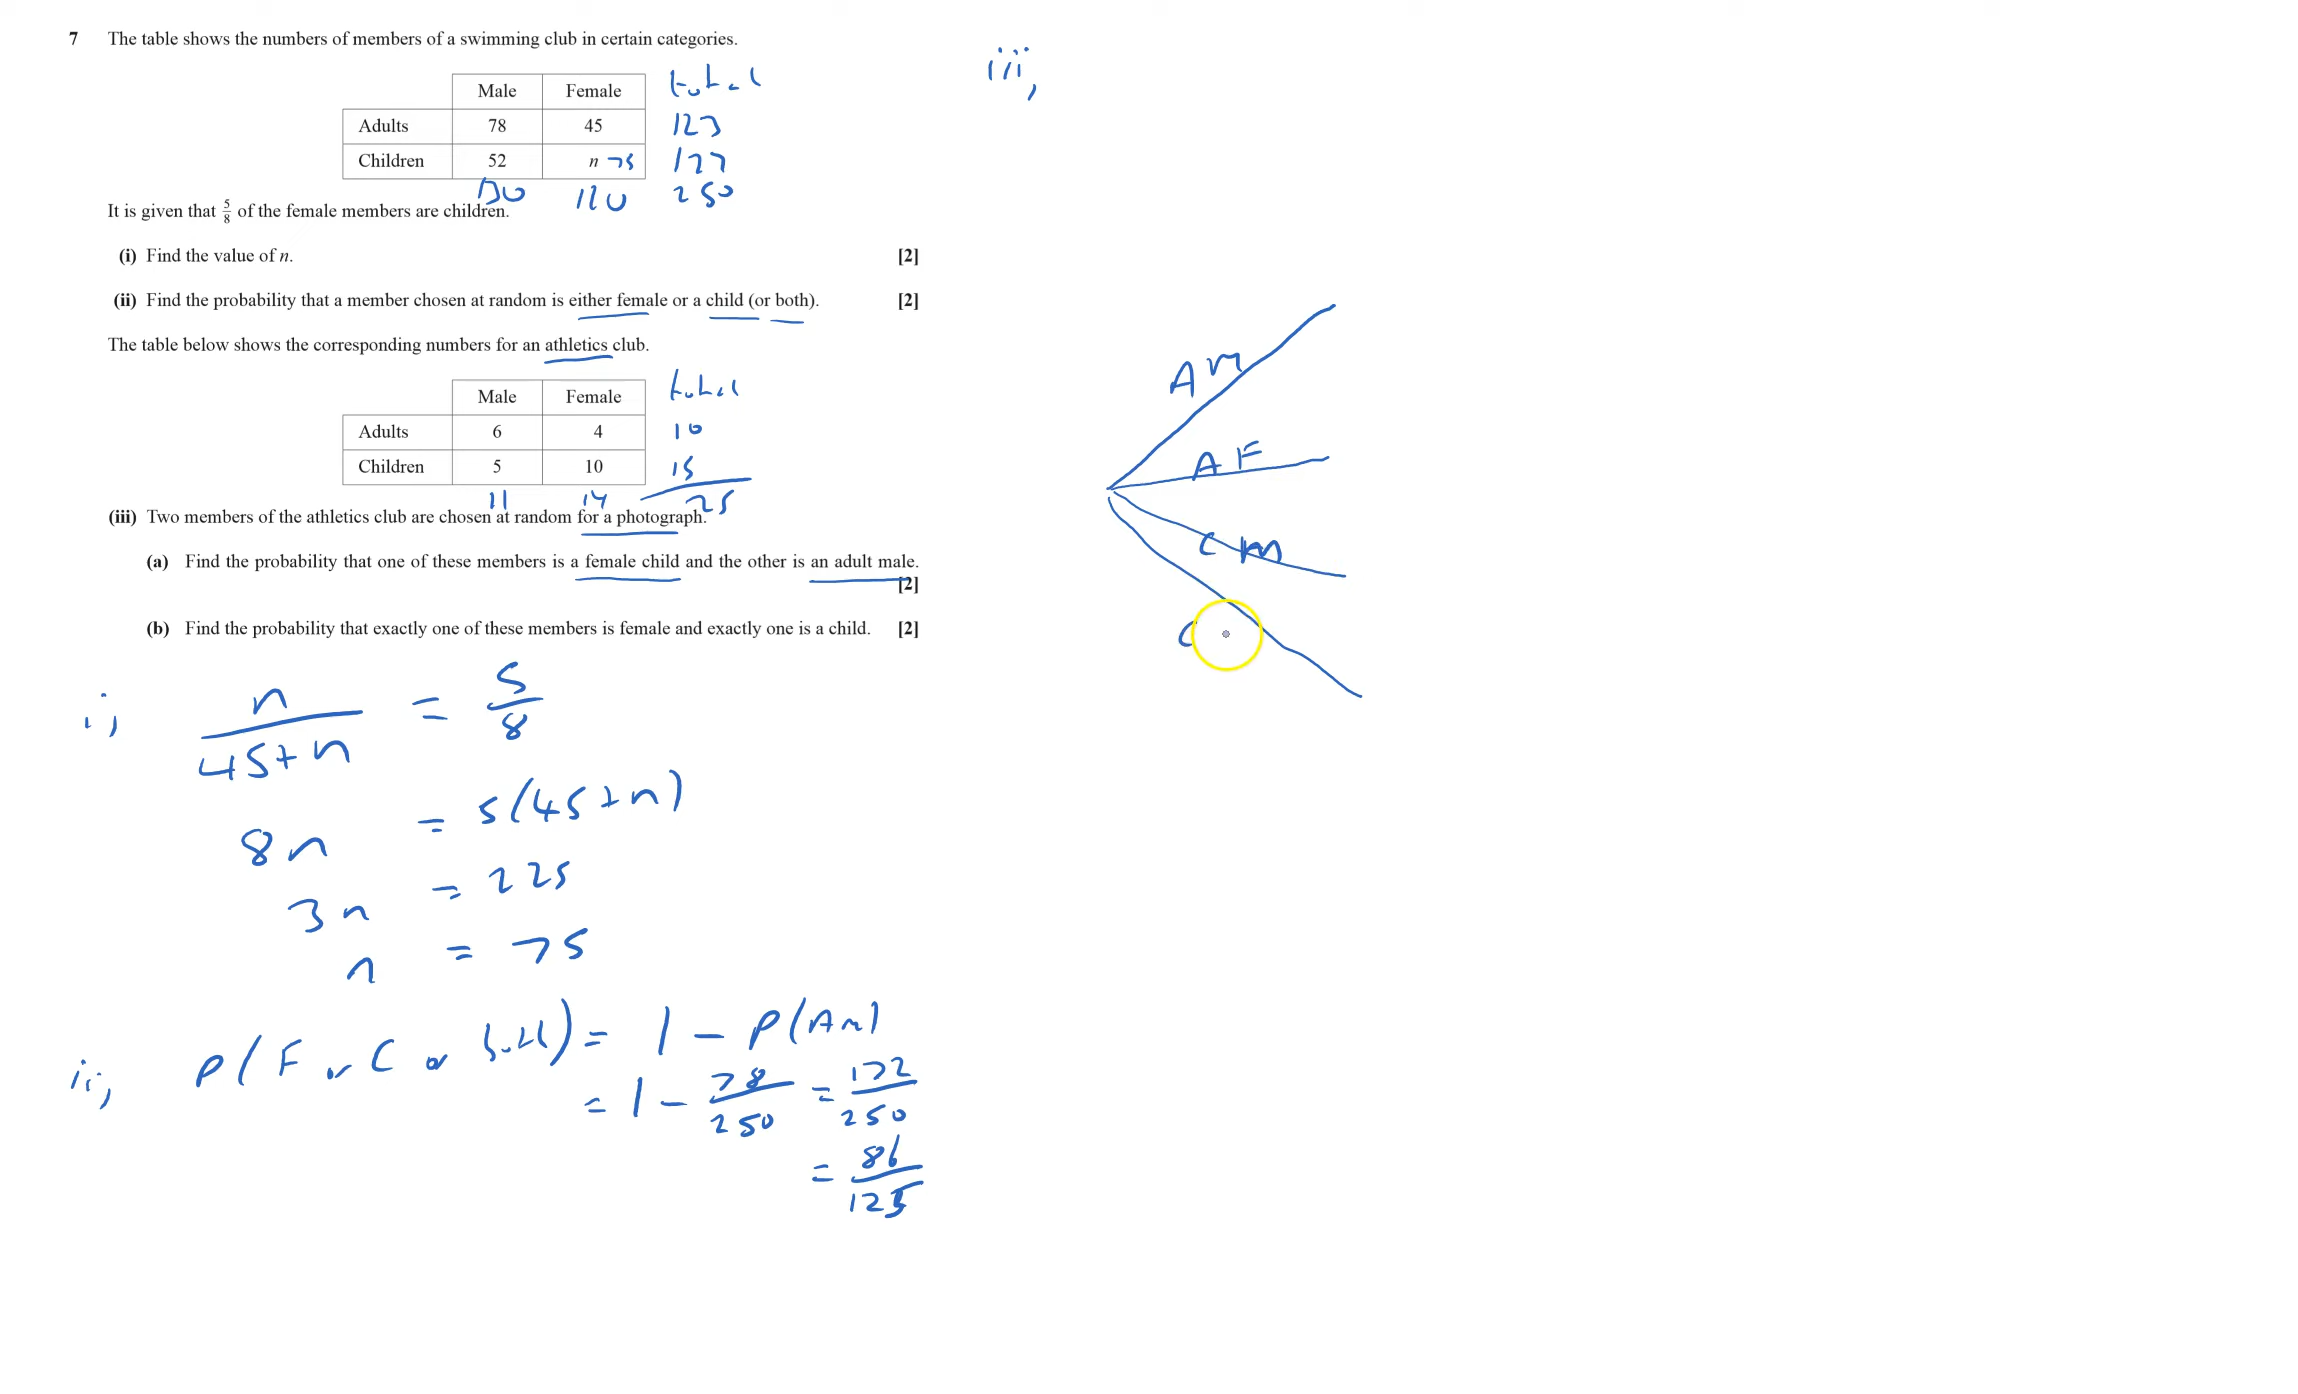 7 The table shows the numbers of members of a swimming club in certain categories.
Male Female total
Adults 78 45 123
Children 52 n 75 127
130 120 250
It is given that 5/8 of the female members are children.
(i) Find the value of n. [2]
(ii) Find the probability that a member chosen at random is either female or a child (or both). [2]
The table below shows the corresponding numbers for an athletics club.
Male Female total
Adults 6 4 10
Children 5 10 15
11 14 25
(iii) Two members of the athletics club are chosen at random for a photograph.
(a) Find the probability that one of these members is a female child and the other is an adult male.
[2]
(b) Find the probability that exactly one of these members is female and exactly one is a child. [2]
i, n/(45+n) = 5/8
8n = 5(45+n)
3n = 225
n = 75
ii, P(F or C or both) = 1 - P(AM)
= 1 - 78/250 = 172/250
= 86/125
iii,
AM
AF
CM
C